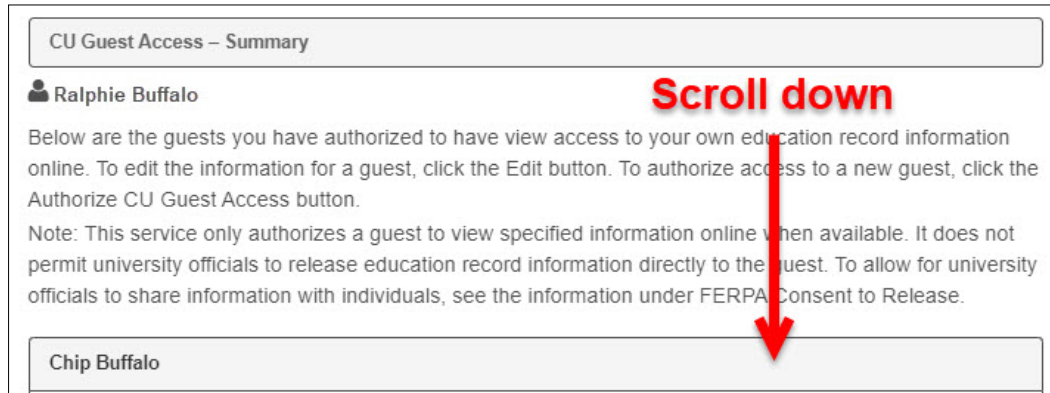 CU Guest Access – Summary
Ralphie Buffalo
Scroll down
Below are the guests you have authorized to have view access to your own education record information
online. To edit the information for a guest, click the Edit button. To authorize access to a new guest, click the
Authorize CU Guest Access button.
Note: This service only authorizes a guest to view specified information online when available. It does not
permit university officials to release education record information directly to the guest. To allow for university
officials to share information with individuals, see the information under FERPA Consent to Release.
Chip Buffalo